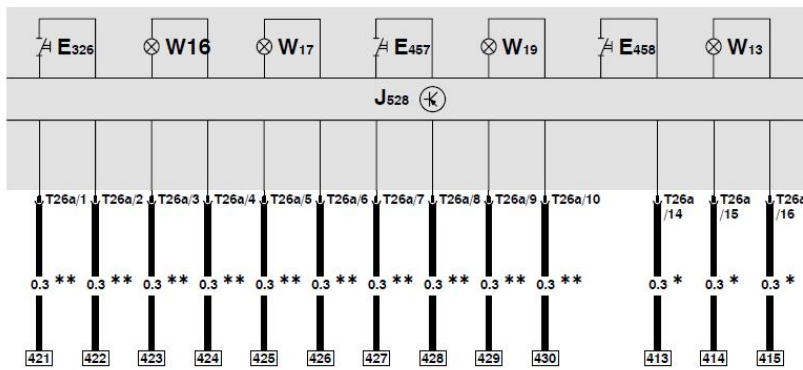 E326 W16 W17 E457 W19 E458 W13
J528
T26a/1 T26a/2 T26a/3 T26a/4 T26a/5 T26a/6 T26a/7 T26a/8 T26a/9 T26a/10 T26a T26a T26a
/14 /15 /16
0.3 ** 0.3 ** 0.3 ** 0.3 ** 0.3 ** 0.3 ** 0.3 ** 0.3 ** 0.3 ** 0.3 ** 0.3 * 0.3 * 0.3 *
421 422 423 424 425 426 427 428 429 430 413 414 415